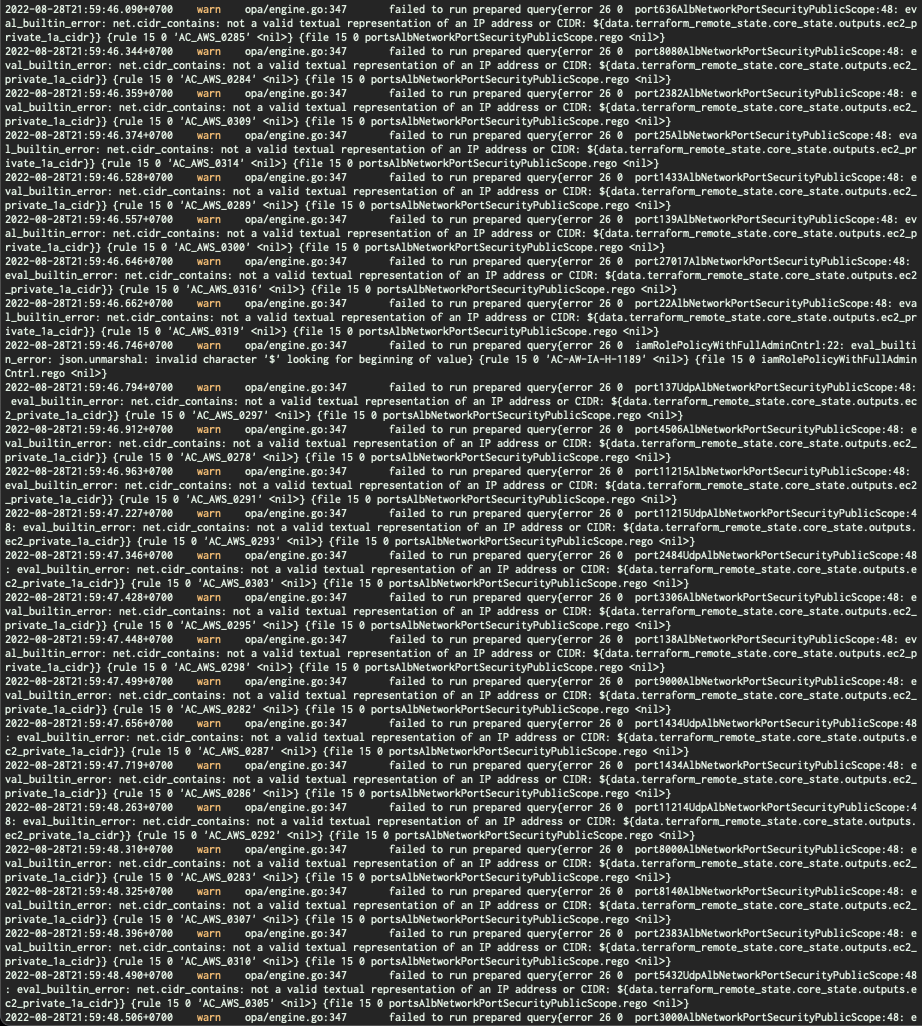 2022-08-28T21:59:46.090+0700    warn    opa/engine.go:347       failed to run prepared query{error 26 0  port636AlbNetworkPortSecurityPublicScope:48: ev
al_builtin_error: net.cidr_contains: not a valid textual representation of an IP address or CIDR: ${data.terraform_remote_state.core_state.outputs.ec2_p
rivate_1a_cidr}} {rule 15 0 'AC_AWS_0285' <nil>} {file 15 0 portsAlbNetworkPortSecurityPublicScope.rego <nil>}
2022-08-28T21:59:46.344+0700    warn    opa/engine.go:347       failed to run prepared query{error 26 0  port8080AlbNetworkPortSecurityPublicScope:48: e
val_builtin_error: net.cidr_contains: not a valid textual representation of an IP address or CIDR: ${data.terraform_remote_state.core_state.outputs.ec2_
private_1a_cidr}} {rule 15 0 'AC_AWS_0284' <nil>} {file 15 0 portsAlbNetworkPortSecurityPublicScope.rego <nil>}
2022-08-28T21:59:46.359+0700    warn    opa/engine.go:347       failed to run prepared query{error 26 0  port2382AlbNetworkPortSecurityPublicScope:48: e
val_builtin_error: net.cidr_contains: not a valid textual representation of an IP address or CIDR: ${data.terraform_remote_state.core_state.outputs.ec2_
private_1a_cidr}} {rule 15 0 'AC_AWS_0309' <nil>} {file 15 0 portsAlbNetworkPortSecurityPublicScope.rego <nil>}
2022-08-28T21:59:46.374+0700    warn    opa/engine.go:347       failed to run prepared query{error 26 0  port25AlbNetworkPortSecurityPublicScope:48: eva
l_builtin_error: net.cidr_contains: not a valid textual representation of an IP address or CIDR: ${data.terraform_remote_state.core_state.outputs.ec2_pr
ivate_1a_cidr}} {rule 15 0 'AC_AWS_0314' <nil>} {file 15 0 portsAlbNetworkPortSecurityPublicScope.rego <nil>}
2022-08-28T21:59:46.528+0700    warn    opa/engine.go:347       failed to run prepared query{error 26 0  port1433AlbNetworkPortSecurityPublicScope:48: e
val_builtin_error: net.cidr_contains: not a valid textual representation of an IP address or CIDR: ${data.terraform_remote_state.core_state.outputs.ec2_
private_1a_cidr}} {rule 15 0 'AC_AWS_0289' <nil>} {file 15 0 portsAlbNetworkPortSecurityPublicScope.rego <nil>}
2022-08-28T21:59:46.557+0700    warn    opa/engine.go:347       failed to run prepared query{error 26 0  port139AlbNetworkPortSecurityPublicScope:48: ev
al_builtin_error: net.cidr_contains: not a valid textual representation of an IP address or CIDR: ${data.terraform_remote_state.core_state.outputs.ec2_p
rivate_1a_cidr}} {rule 15 0 'AC_AWS_0300' <nil>} {file 15 0 portsAlbNetworkPortSecurityPublicScope.rego <nil>}
2022-08-28T21:59:46.646+0700    warn    opa/engine.go:347       failed to run prepared query{error 26 0  port27017AlbNetworkPortSecurityPublicScope:48: 
eval_builtin_error: net.cidr_contains: not a valid textual representation of an IP address or CIDR: ${data.terraform_remote_state.core_state.outputs.ec2
_private_1a_cidr}} {rule 15 0 'AC_AWS_0316' <nil>} {file 15 0 portsAlbNetworkPortSecurityPublicScope.rego <nil>}
2022-08-28T21:59:46.662+0700    warn    opa/engine.go:347       failed to run prepared query{error 26 0  port22AlbNetworkPortSecurityPublicScope:48: eva
l_builtin_error: net.cidr_contains: not a valid textual representation of an IP address or CIDR: ${data.terraform_remote_state.core_state.outputs.ec2_pr
ivate_1a_cidr}} {rule 15 0 'AC_AWS_0319' <nil>} {file 15 0 portsAlbNetworkPortSecurityPublicScope.rego <nil>}
2022-08-28T21:59:46.746+0700    warn    opa/engine.go:347       failed to run prepared query{error 26 0  iamRolePolicyWithFullAdminCntrl:22: eval_builti
n_error: json.unmarshal: invalid character '$' looking for beginning of value} {rule 15 0 'AC-AW-IA-H-1189' <nil>} {file 15 0 iamRolePolicyWithFullAdmin
Cntrl.rego <nil>}
2022-08-28T21:59:46.794+0700    warn    opa/engine.go:347       failed to run prepared query{error 26 0  port137UdpAlbNetworkPortSecurityPublicScope:48:
 eval_builtin_error: net.cidr_contains: not a valid textual representation of an IP address or CIDR: ${data.terraform_remote_state.core_state.outputs.ec
2_private_1a_cidr}} {rule 15 0 'AC_AWS_0297' <nil>} {file 15 0 portsAlbNetworkPortSecurityPublicScope.rego <nil>}
2022-08-28T21:59:46.912+0700    warn    opa/engine.go:347       failed to run prepared query{error 26 0  port4506AlbNetworkPortSecurityPublicScope:48: e
val_builtin_error: net.cidr_contains: not a valid textual representation of an IP address or CIDR: ${data.terraform_remote_state.core_state.outputs.ec2_
private_1a_cidr}} {rule 15 0 'AC_AWS_0278' <nil>} {file 15 0 portsAlbNetworkPortSecurityPublicScope.rego <nil>}
2022-08-28T21:59:46.963+0700    warn    opa/engine.go:347       failed to run prepared query{error 26 0  port11215AlbNetworkPortSecurityPublicScope:48: 
eval_builtin_error: net.cidr_contains: not a valid textual representation of an IP address or CIDR: ${data.terraform_remote_state.core_state.outputs.ec2
_private_1a_cidr}} {rule 15 0 'AC_AWS_0291' <nil>} {file 15 0 portsAlbNetworkPortSecurityPublicScope.rego <nil>}
2022-08-28T21:59:47.227+0700    warn    opa/engine.go:347       failed to run prepared query{error 26 0  port11215UdpAlbNetworkPortSecurityPublicScope:4
8: eval_builtin_error: net.cidr_contains: not a valid textual representation of an IP address or CIDR: ${data.terraform_remote_state.core_state.outputs.
ec2_private_1a_cidr}} {rule 15 0 'AC_AWS_0293' <nil>} {file 15 0 portsAlbNetworkPortSecurityPublicScope.rego <nil>}
2022-08-28T21:59:47.346+0700    warn    opa/engine.go:347       failed to run prepared query{error 26 0  port2484UdpAlbNetworkPortSecurityPublicScope:48
: eval_builtin_error: net.cidr_contains: not a valid textual representation of an IP address or CIDR: ${data.terraform_remote_state.core_state.outputs.e
c2_private_1a_cidr}} {rule 15 0 'AC_AWS_0303' <nil>} {file 15 0 portsAlbNetworkPortSecurityPublicScope.rego <nil>}
2022-08-28T21:59:47.428+0700    warn    opa/engine.go:347       failed to run prepared query{error 26 0  port3306AlbNetworkPortSecurityPublicScope:48: e
val_builtin_error: net.cidr_contains: not a valid textual representation of an IP address or CIDR: ${data.terraform_remote_state.core_state.outputs.ec2_
private_1a_cidr}} {rule 15 0 'AC_AWS_0295' <nil>} {file 15 0 portsAlbNetworkPortSecurityPublicScope.rego <nil>}
2022-08-28T21:59:47.448+0700    warn    opa/engine.go:347       failed to run prepared query{error 26 0  port138AlbNetworkPortSecurityPublicScope:48: ev
al_builtin_error: net.cidr_contains: not a valid textual representation of an IP address or CIDR: ${data.terraform_remote_state.core_state.outputs.ec2_p
rivate_1a_cidr}} {rule 15 0 'AC_AWS_0298' <nil>} {file 15 0 portsAlbNetworkPortSecurityPublicScope.rego <nil>}
2022-08-28T21:59:47.499+0700    warn    opa/engine.go:347       failed to run prepared query{error 26 0  port9000AlbNetworkPortSecurityPublicScope:48: e
val_builtin_error: net.cidr_contains: not a valid textual representation of an IP address or CIDR: ${data.terraform_remote_state.core_state.outputs.ec2_
private_1a_cidr}} {rule 15 0 'AC_AWS_0282' <nil>} {file 15 0 portsAlbNetworkPortSecurityPublicScope.rego <nil>}
2022-08-28T21:59:47.656+0700    warn    opa/engine.go:347       failed to run prepared query{error 26 0  port1434UdpAlbNetworkPortSecurityPublicScope:48
: eval_builtin_error: net.cidr_contains: not a valid textual representation of an IP address or CIDR: ${data.terraform_remote_state.core_state.outputs.e
c2_private_1a_cidr}} {rule 15 0 'AC_AWS_0287' <nil>} {file 15 0 portsAlbNetworkPortSecurityPublicScope.rego <nil>}
2022-08-28T21:59:47.719+0700    warn    opa/engine.go:347       failed to run prepared query{error 26 0  port1434AlbNetworkPortSecurityPublicScope:48: e
val_builtin_error: net.cidr_contains: not a valid textual representation of an IP address or CIDR: ${data.terraform_remote_state.core_state.outputs.ec2_
private_1a_cidr}} {rule 15 0 'AC_AWS_0286' <nil>} {file 15 0 portsAlbNetworkPortSecurityPublicScope.rego <nil>}
2022-08-28T21:59:48.263+0700    warn    opa/engine.go:347       failed to run prepared query{error 26 0  port11214UdpAlbNetworkPortSecurityPublicScope:4
8: eval_builtin_error: net.cidr_contains: not a valid textual representation of an IP address or CIDR: ${data.terraform_remote_state.core_state.outputs.
ec2_private_1a_cidr}} {rule 15 0 'AC_AWS_0292' <nil>} {file 15 0 portsAlbNetworkPortSecurityPublicScope.rego <nil>}
2022-08-28T21:59:48.310+0700    warn    opa/engine.go:347       failed to run prepared query{error 26 0  port8000AlbNetworkPortSecurityPublicScope:48: e
val_builtin_error: net.cidr_contains: not a valid textual representation of an IP address or CIDR: ${data.terraform_remote_state.core_state.outputs.ec2_
private_1a_cidr}} {rule 15 0 'AC_AWS_0283' <nil>} {file 15 0 portsAlbNetworkPortSecurityPublicScope.rego <nil>}
2022-08-28T21:59:48.325+0700    warn    opa/engine.go:347       failed to run prepared query{error 26 0  port8140AlbNetworkPortSecurityPublicScope:48: e
val_builtin_error: net.cidr_contains: not a valid textual representation of an IP address or CIDR: ${data.terraform_remote_state.core_state.outputs.ec2_
private_1a_cidr}} {rule 15 0 'AC_AWS_0307' <nil>} {file 15 0 portsAlbNetworkPortSecurityPublicScope.rego <nil>}
2022-08-28T21:59:48.396+0700    warn    opa/engine.go:347       failed to run prepared query{error 26 0  port2383AlbNetworkPortSecurityPublicScope:48: e
val_builtin_error: net.cidr_contains: not a valid textual representation of an IP address or CIDR: ${data.terraform_remote_state.core_state.outputs.ec2_
private_1a_cidr}} {rule 15 0 'AC_AWS_0310' <nil>} {file 15 0 portsAlbNetworkPortSecurityPublicScope.rego <nil>}
2022-08-28T21:59:48.490+0700    warn    opa/engine.go:347       failed to run prepared query{error 26 0  port5432UdpAlbNetworkPortSecurityPublicScope:48
: eval_builtin_error: net.cidr_contains: not a valid textual representation of an IP address or CIDR: ${data.terraform_remote_state.core_state.outputs.e
c2_private_1a_cidr}} {rule 15 0 'AC_AWS_0305' <nil>} {file 15 0 portsAlbNetworkPortSecurityPublicScope.rego <nil>}
2022-08-28T21:59:48.506+0700    warn    opa/engine.go:347       failed to run prepared query{error 26 0  port3000AlbNetworkPortSecurityPublicScope:48: e